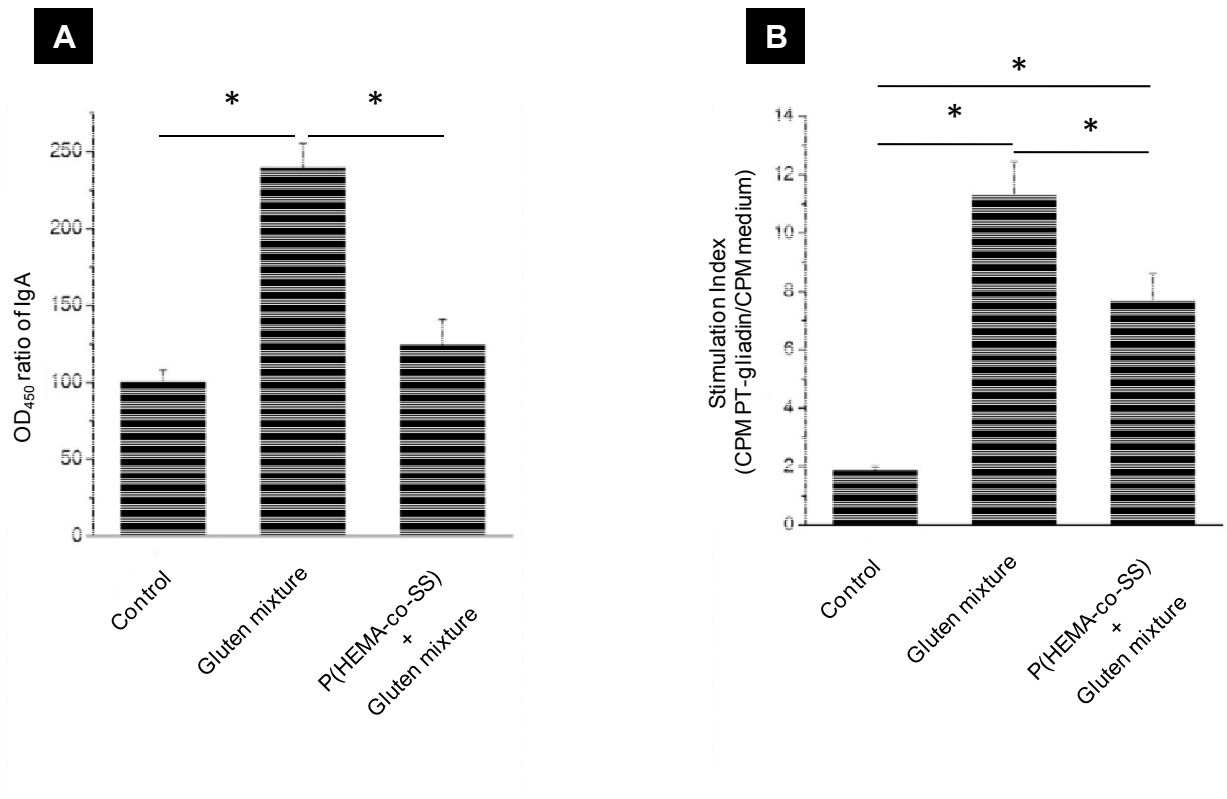 A
*
*
250
200
150
100
50
0
OD450 ratio of IgA
Control
Gluten mixture
P(HEMA-co-SS)
+
Gluten mixture
B
*
*
*
14
12
10
8
6
4
2
0
Stimulation Index
(CPM PT-gliadin/CPM medium)
Control
Gluten mixture
P(HEMA-co-SS)
+
Gluten mixture